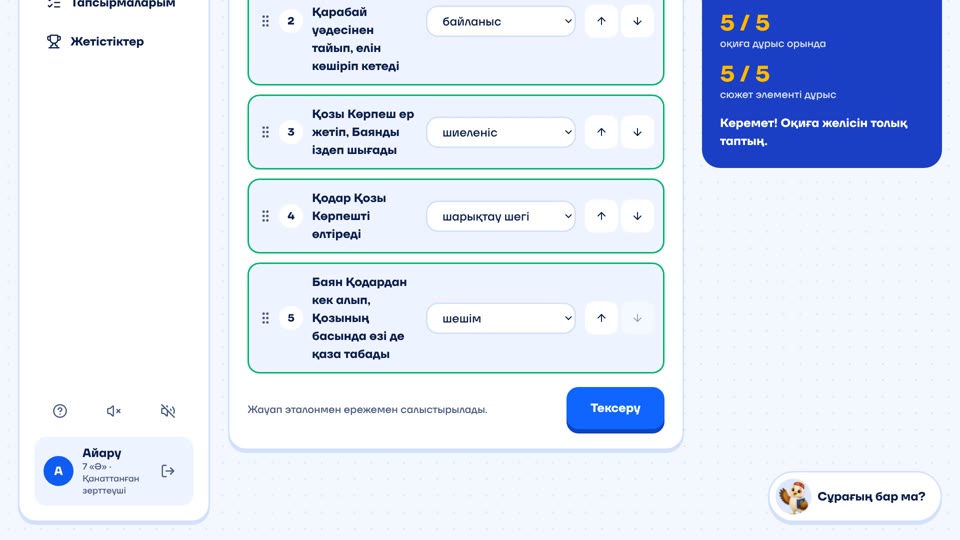 Тапсырмаларым
Жетістіктер
2
Қарабай
уәдесінен
тайып, елін
көшіріп кетеді
байланыс
3
Қозы Көрпеш ер
жетіп, Баянды
іздеп шығады
шиеленіс
4
Қодар Қозы
Көрпешті
өлтіреді
шарықтау шегі
5
Баян Қодардан
кек алып,
Қозының
басында өзі де
қаза табады
шешім
Жауап эталонмен ережемен салыстырылады.
Тексеру
5 / 5
оқиға дұрыс орында
5 / 5
сюжет элементі дұрыс
Керемет! Оқиға желісін толық
таптың.
А
Айару
7 «Ә» ·
Қанаттанған
зерттеуші
Сұрағың бар ма?